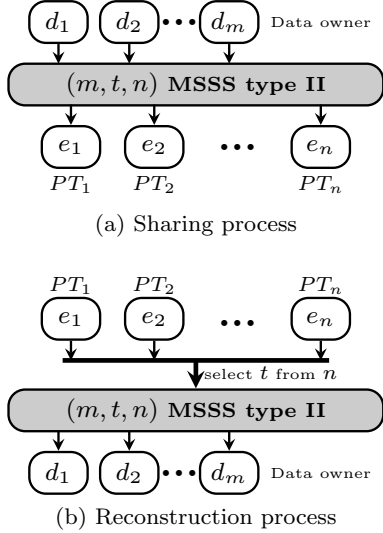 d₁ d₂ ••• dₘ Data owner
(m, t, n) MSSS type II
e₁ e₂ ••• eₙ
PT₁ PT₂ PTₙ
(a) Sharing process
PT₁ PT₂ PTₙ
e₁ e₂ ••• eₙ
select t from n
(m, t, n) MSSS type II
d₁ d₂ ••• dₘ Data owner
(b) Reconstruction process